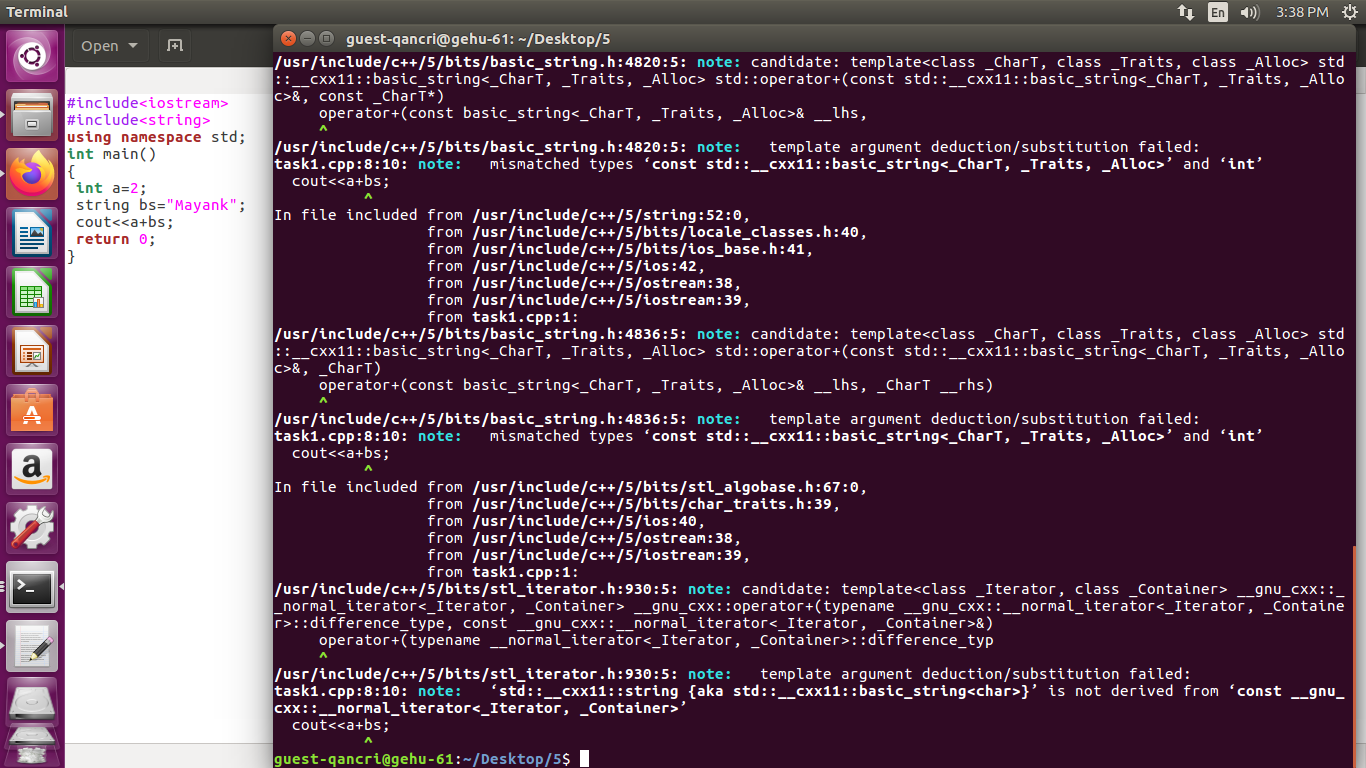 Terminal
En
3:38 PM
Open
guest-qancri@gehu-61: ~/Desktop/5
#include<iostream>
#include<string>
using namespace std;
int main()
{
 int a=2;
 string bs="Mayank";
 cout<<a+bs;
 return 0;
}
/usr/include/c++/5/bits/basic_string.h:4820:5: note: candidate: template<class _CharT, class _Traits, class _Alloc> std
::__cxx11::basic_string<_CharT, _Traits, _Alloc> std::operator+(const std::__cxx11::basic_string<_CharT, _Traits, _Allo
c>&, const _CharT*)
     operator+(const basic_string<_CharT, _Traits, _Alloc>& __lhs,
     ^
/usr/include/c++/5/bits/basic_string.h:4820:5: note:   template argument deduction/substitution failed:
task1.cpp:8:10: note:   mismatched types ‘const std::__cxx11::basic_string<_CharT, _Traits, _Alloc>’ and ‘int’
  cout<<a+bs;
          ^
In file included from /usr/include/c++/5/string:52:0,
                 from /usr/include/c++/5/bits/locale_classes.h:40,
                 from /usr/include/c++/5/bits/ios_base.h:41,
                 from /usr/include/c++/5/ios:42,
                 from /usr/include/c++/5/ostream:38,
                 from /usr/include/c++/5/iostream:39,
                 from task1.cpp:1:
/usr/include/c++/5/bits/basic_string.h:4836:5: note: candidate: template<class _CharT, class _Traits, class _Alloc> std
::__cxx11::basic_string<_CharT, _Traits, _Alloc> std::operator+(const std::__cxx11::basic_string<_CharT, _Traits, _Allo
c>&, _CharT)
     operator+(const basic_string<_CharT, _Traits, _Alloc>& __lhs, _CharT __rhs)
     ^
/usr/include/c++/5/bits/basic_string.h:4836:5: note:   template argument deduction/substitution failed:
task1.cpp:8:10: note:   mismatched types ‘const std::__cxx11::basic_string<_CharT, _Traits, _Alloc>’ and ‘int’
  cout<<a+bs;
          ^
In file included from /usr/include/c++/5/bits/stl_algobase.h:67:0,
                 from /usr/include/c++/5/bits/char_traits.h:39,
                 from /usr/include/c++/5/ios:40,
                 from /usr/include/c++/5/ostream:38,
                 from /usr/include/c++/5/iostream:39,
                 from task1.cpp:1:
/usr/include/c++/5/bits/stl_iterator.h:930:5: note: candidate: template<class _Iterator, class _Container> __gnu_cxx::_
_normal_iterator<_Iterator, _Container> __gnu_cxx::operator+(typename __gnu_cxx::__normal_iterator<_Iterator, _Containe
r>::difference_type, const __gnu_cxx::__normal_iterator<_Iterator, _Container>&)
     operator+(typename __normal_iterator<_Iterator, _Container>::difference_typ
     ^
/usr/include/c++/5/bits/stl_iterator.h:930:5: note:   template argument deduction/substitution failed:
task1.cpp:8:10: note:   ‘std::__cxx11::string {aka std::__cxx11::basic_string<char>}’ is not derived from ‘const __gnu_
cxx::__normal_iterator<_Iterator, _Container>’
  cout<<a+bs;
          ^
guest-qancri@gehu-61:~/Desktop/5$